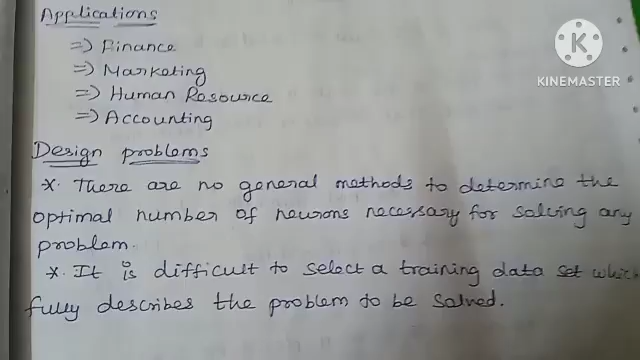 Applications
=> Finance
=> Marketing
=> Human Resource
=> Accounting
Design problems
*. There are no general methods to determine the
optimal number of neurons necessary for solving any
problem.
*. It is difficult to select a training data set which
fully describes the problem to be solved.
K
KINEMASTER